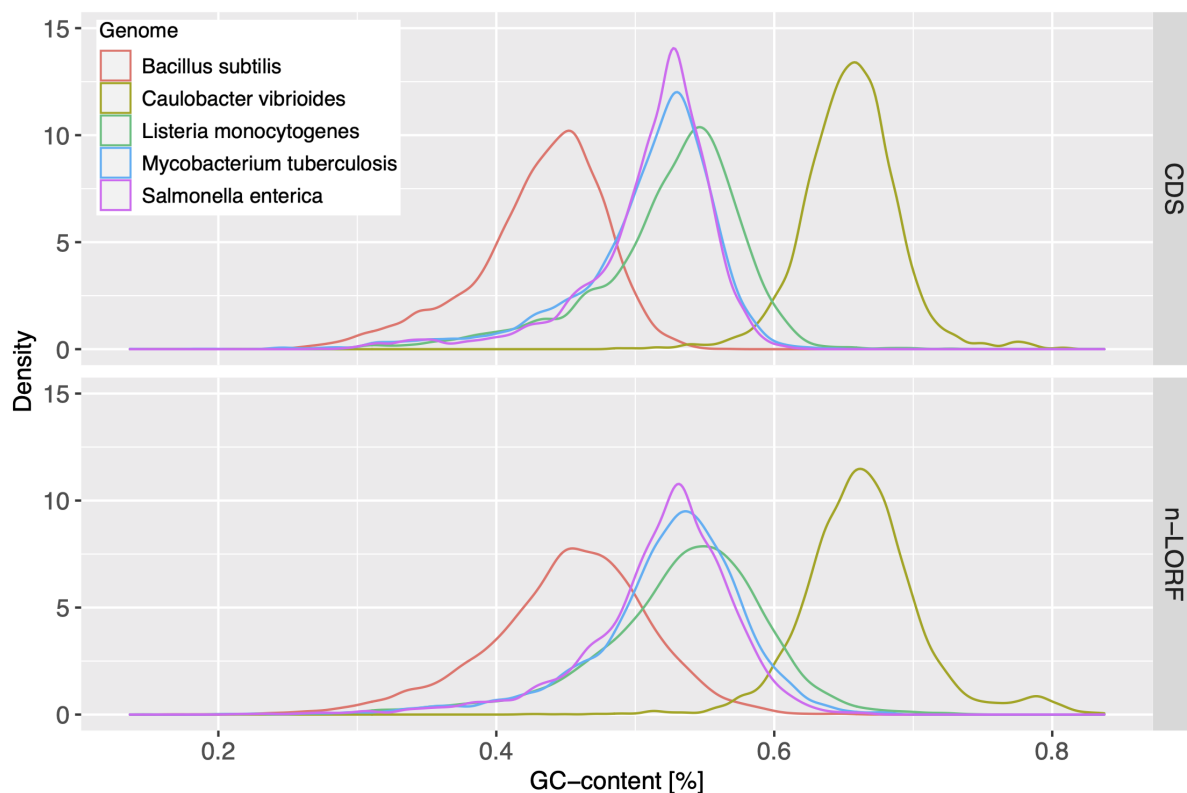 Genome
Bacillus subtilis
Caulobacter vibrioides
Listeria monocytogenes
Mycobacterium tuberculosis
Salmonella enterica
15
10
5
0
CDS
Density
15
10
5
0
n−LORF
0.2 0.4 0.6 0.8
GC−content [%]